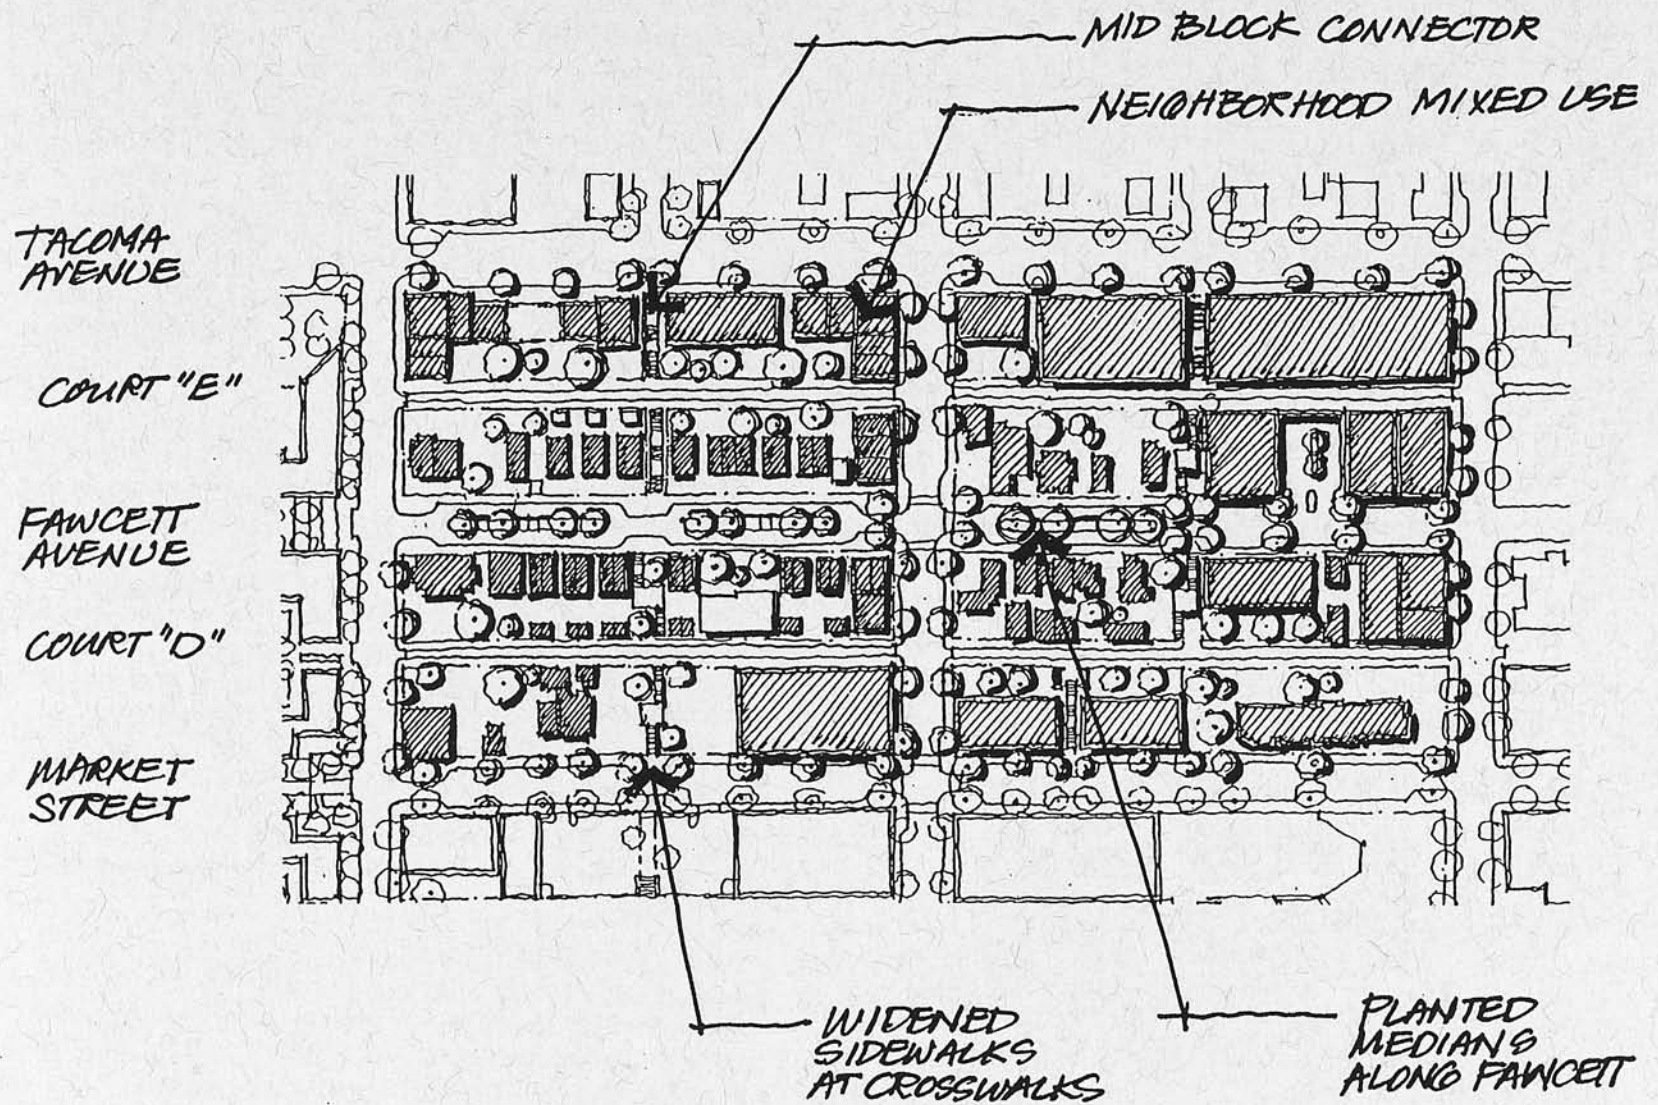 MID BLOCK CONNECTOR
NEIGHBORHOOD MIXED USE
TACOMA
AVENUE
COURT "E"
FAWCETT
AVENUE
COURT "D"
MARKET
STREET
WIDENED
SIDEWALKS
AT CROSSWALKS
PLANTED
MEDIANS
ALONG FAWCETT